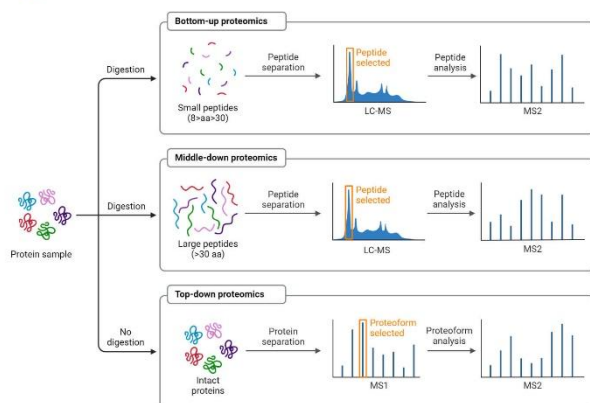 Bottom-up proteomics
Digestion
Small peptides
(8>aa>30)
Peptide
separation
Peptide
selected
LC-MS
Peptide
analysis
MS2
Middle-down proteomics
Protein sample
Digestion
Large peptides
(>30 aa)
Peptide
separation
Peptide
selected
LC-MS
Peptide
analysis
MS2
Top-down proteomics
No
digestion
Intact
proteins
Protein
separation
Proteoform
selected
MS1
Proteoform
analysis
MS2